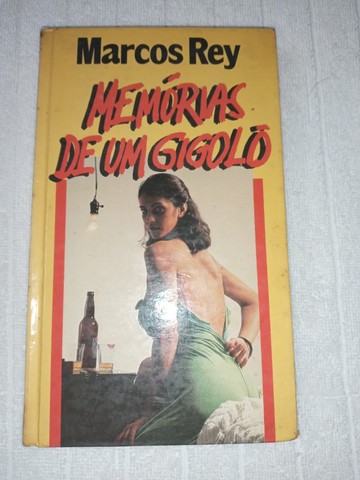 Marcos Rey
MEMÓRIAS
DE UM GIGOLÔ